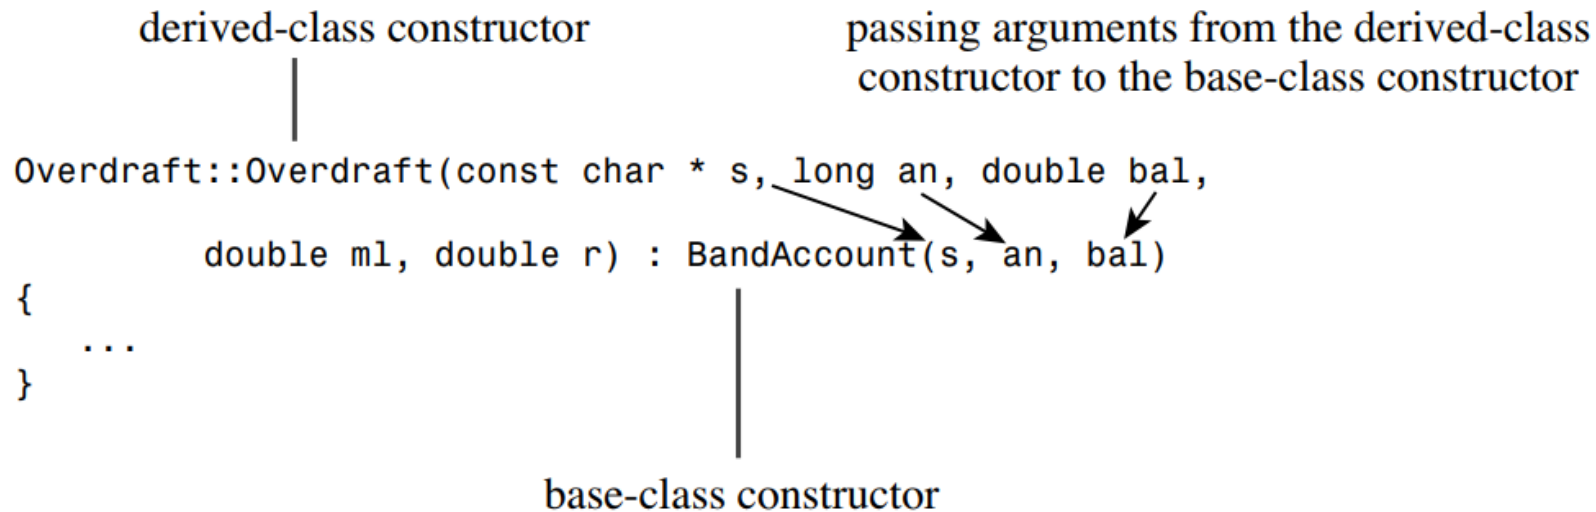 derived-class constructor
passing arguments from the derived-class
constructor to the base-class constructor
Overdraft::Overdraft(const char * s, long an, double bal,
double ml, double r) : BandAccount(s, an, bal)
{
...
}
base-class constructor